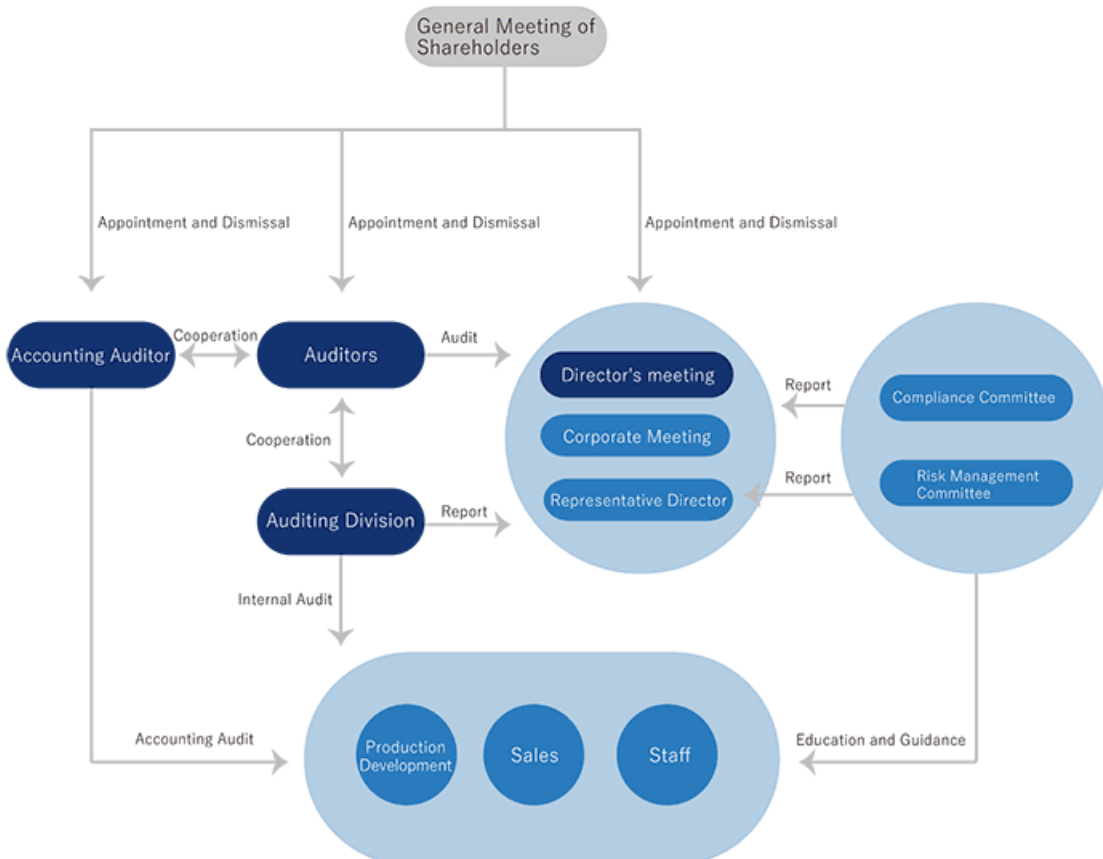 General Meeting of
Shareholders
Appointment and Dismissal
Appointment and Dismissal
Appointment and Dismissal
Accounting Auditor
Cooperation
Auditors
Audit
Director's meeting
Corporate Meeting
Representative Director
Report
Report
Compliance Committee
Risk Management
Committee
Cooperation
Auditing Division
Report
Internal Audit
Accounting Audit
Production
Development
Sales
Staff
Education and Guidance